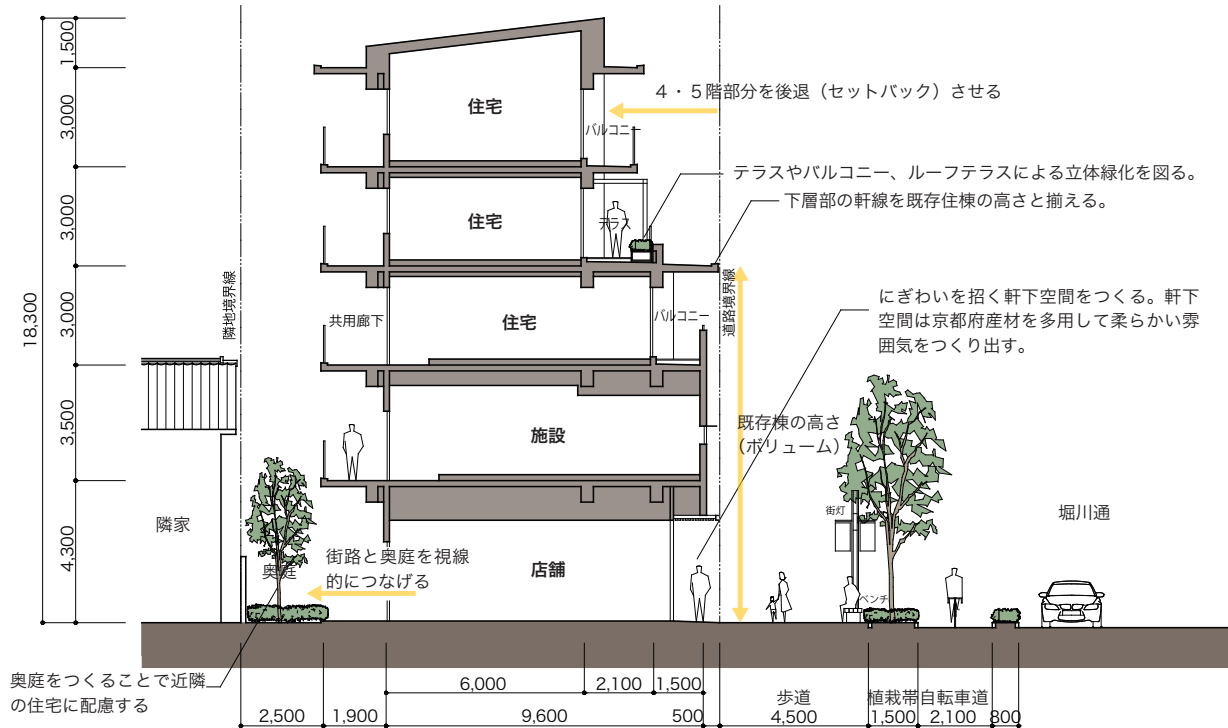 1,500
3,000
3,000
3,000
3,500
4,300
18,300
隣地境界線
道路境界線
住宅
バルコニー
4・5階部分を後退（セットバック）させる
テラスやバルコニー、ルーフテラスによる立体緑化を図る。
下層部の軒線を既存住棟の高さと揃える。
住宅
テラス
共用廊下
住宅
バルコニー
にぎわいを招く軒下空間をつくる。軒下
空間は京都府産材を多用して柔らかい雰
囲気をつくり出す。
施設
既存棟の高さ
（ボリューム）
隣家
奥庭
街路と奥庭を視線
的につなげる
店舗
街灯
ベンチ
堀川通
奥庭をつくることで近隣
の住宅に配慮する
6,000
2,100
1,500
2,500
1,900
9,600
500
歩道
4,500
植栽帯
1,500
自転車道
2,100
800